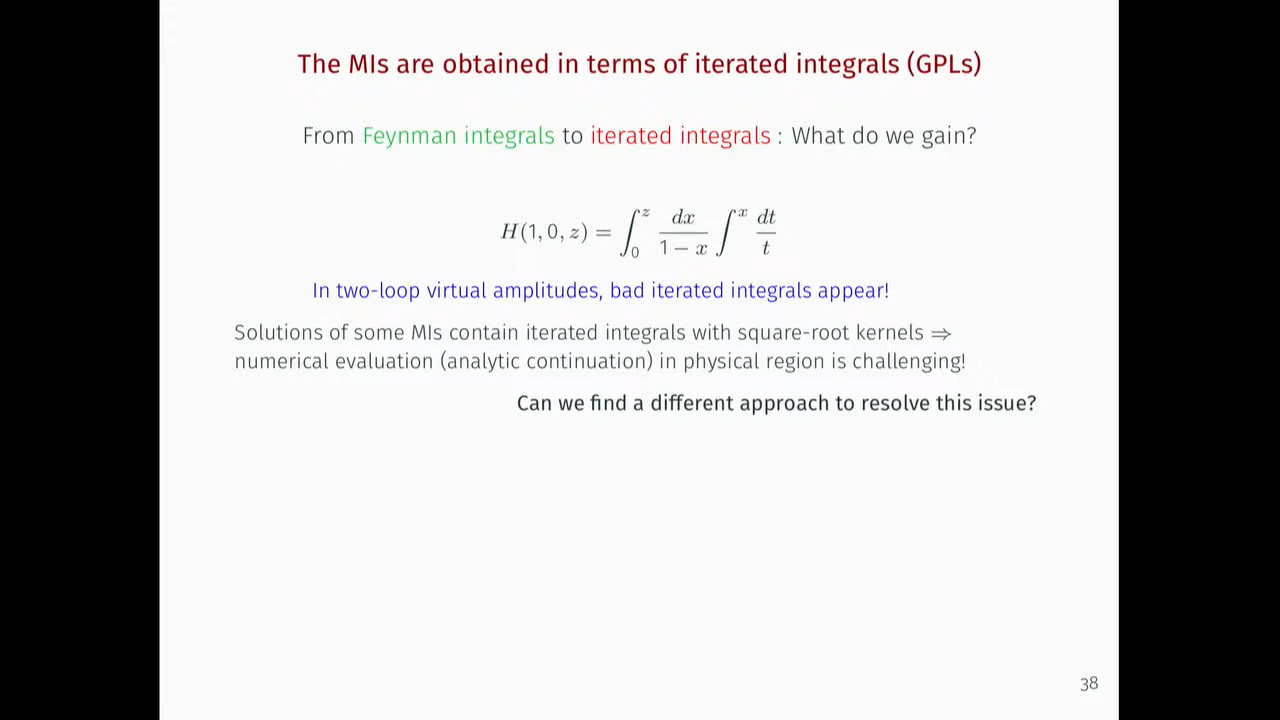 The MIs are obtained in terms of iterated integrals (GPLs)
From Feynman integrals to iterated integrals : What do we gain?
H(1, 0, z) = ∫₀ᶻ dx/(1 − x) ∫ˣ dt/t
In two-loop virtual amplitudes, bad iterated integrals appear!
Solutions of some MIs contain iterated integrals with square-root kernels ⇒
numerical evaluation (analytic continuation) in physical region is challenging!
Can we find a different approach to resolve this issue?
38